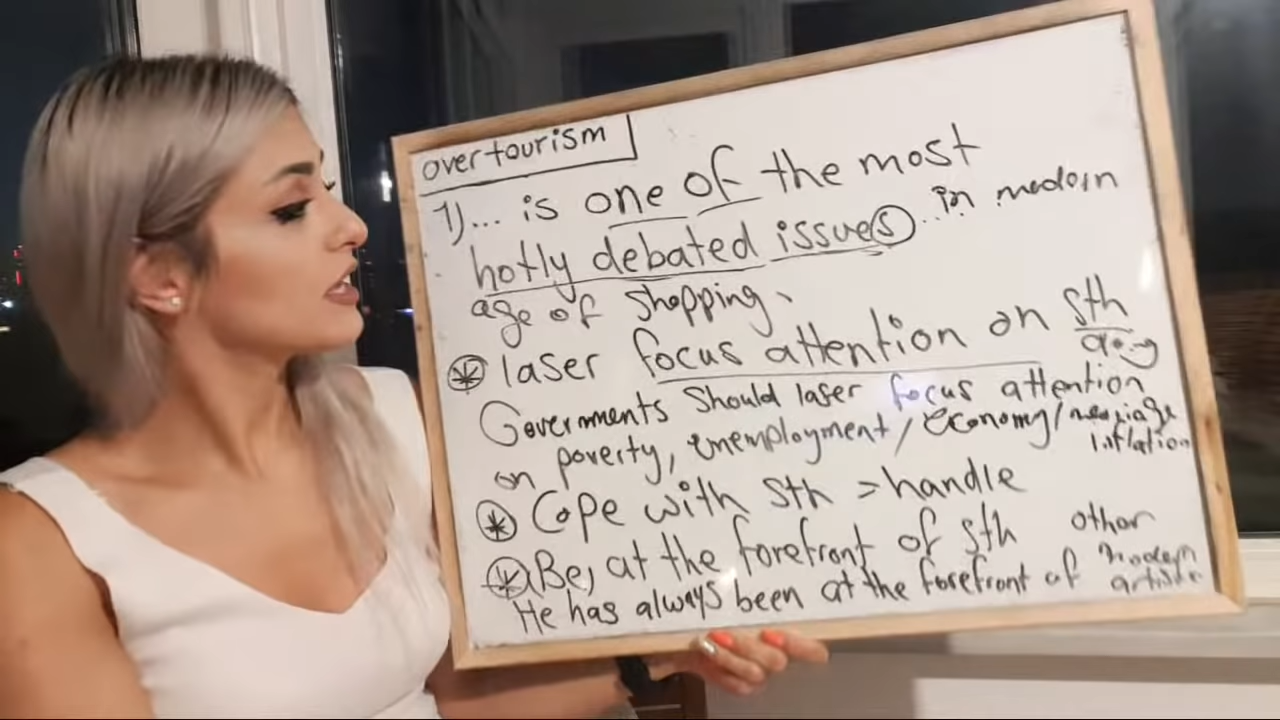 overtourism
1)... is one of the most
hotly debated issues .. in modern
age of shopping
laser focus attention on sth
doing
Governments should laser focus attention
on poverty, unemployment / economy /
inflation
Cope with sth > handle
(Be) at the forefront of sth
He has always been at the forefront of other modern